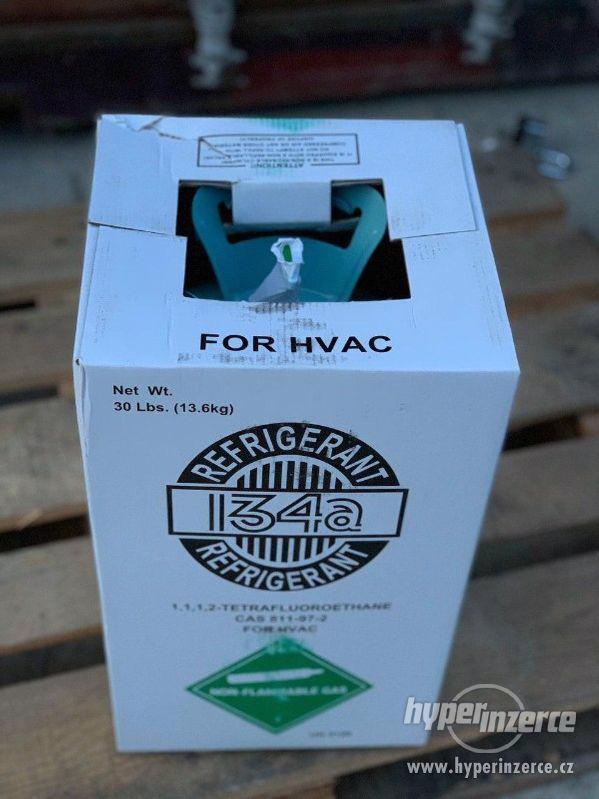 ATTENTION!
FOR HVAC
Net Wt.
30 Lbs. (13.6kg)
REFRIGERANT
134a
REFRIGERANT
1,1,1,2-TETRAFLUOROETHANE
CAS 811-97-2
FOR HVAC
NON-FLAMMABLE GAS
hyperinzerce
www.hyperinzerce.cz